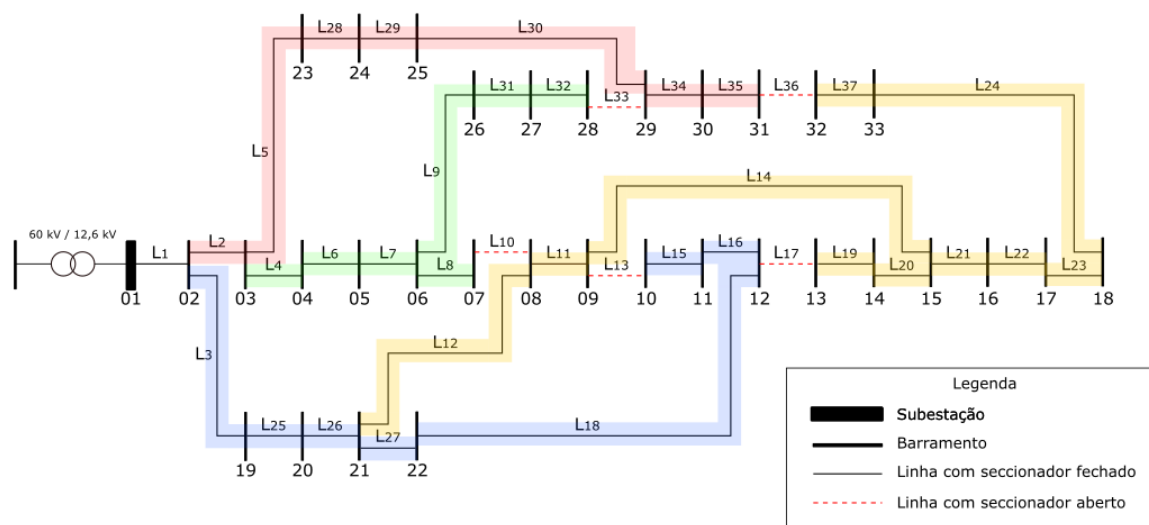 L28 L29 L30
23 24 25
L31 L32 L33 L34 L35 L36 L37 L24
26 27 28 29 30 31 32 33
L5
L9
L14
60 kV / 12,6 kV
L1 L2 L10
L4 L6 L7 L8 L11 L13 L15 L16 L17 L19 L20 L21 L22 L23
01 02 03 04 05 06 07 08 09 10 11 12 13 14 15 16 17 18
L3
L12
L25 L26 L27 L18
19 20 21 22
Legenda
Subestação
Barramento
Linha com seccionador fechado
Linha com seccionador aberto